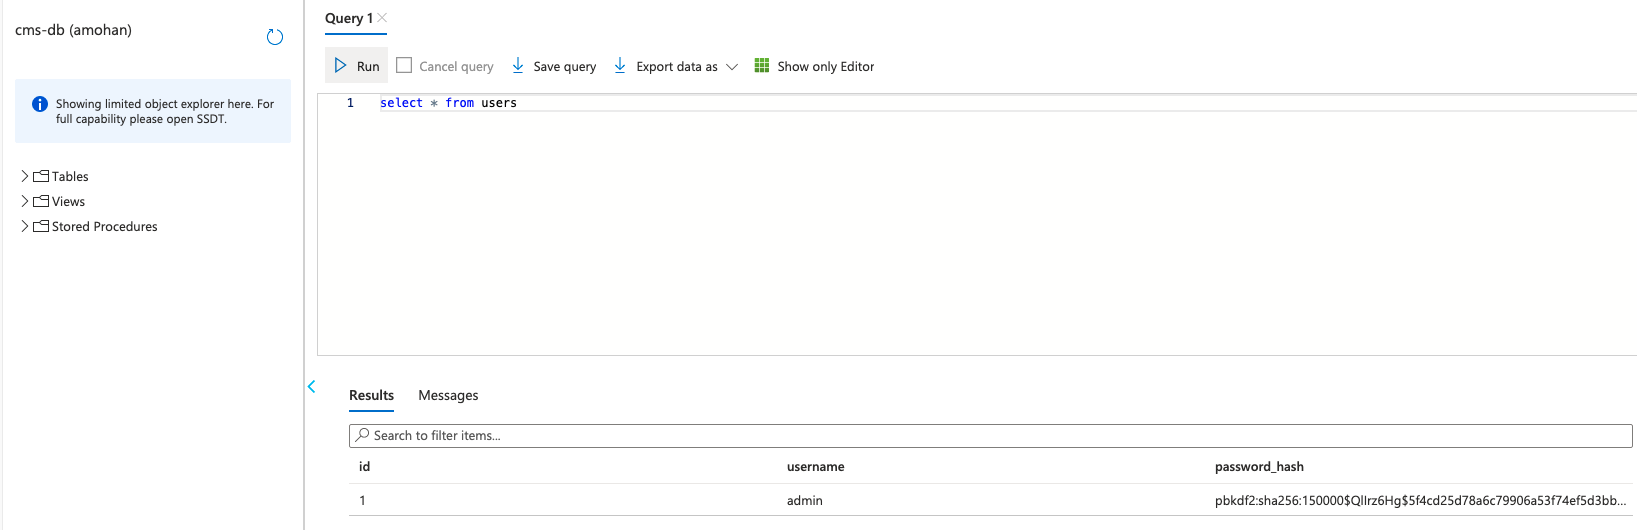 cms-db (amohan)
Showing limited object explorer here. For
full capability please open SSDT.
Tables
Views
Stored Procedures
Query 1
Run Cancel query Save query Export data as Show only Editor
1 select * from users
Results Messages
Search to filter items...
id username password_hash
1 admin pbkdf2:sha256:150000$QlIrz6Hg$5f4cd25d78a6c79906a53f74ef5d3bb...